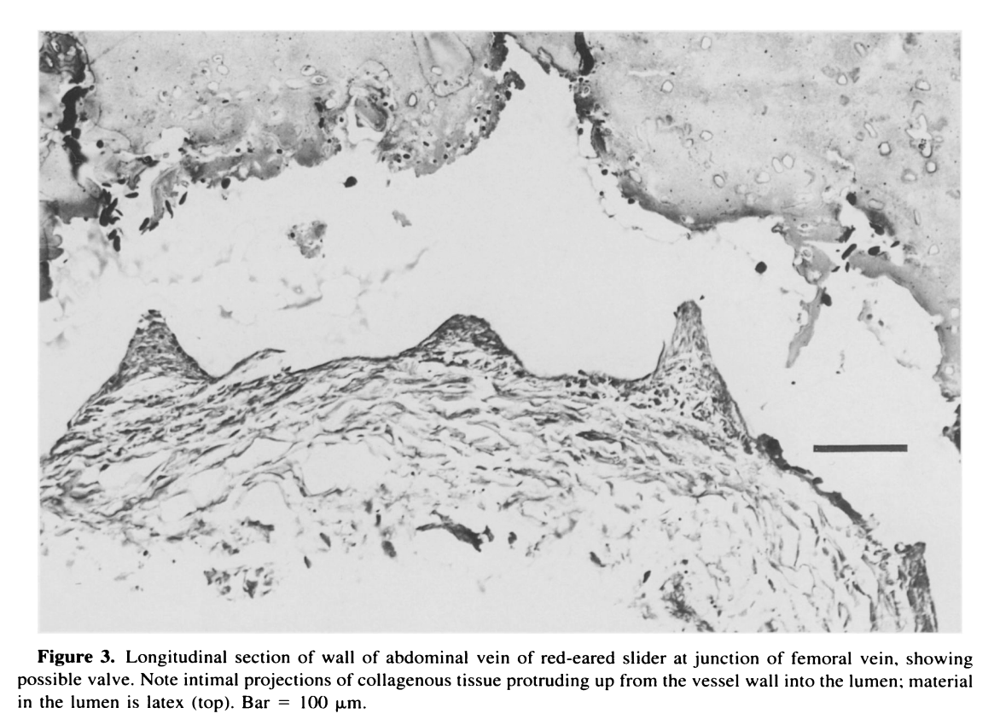 Figure 3. Longitudinal section of wall of abdominal vein of red-eared slider at junction of femoral vein, showing
possible valve. Note intimal projections of collagenous tissue protruding up from the vessel wall into the lumen; material
in the lumen is latex (top). Bar = 100 μm.